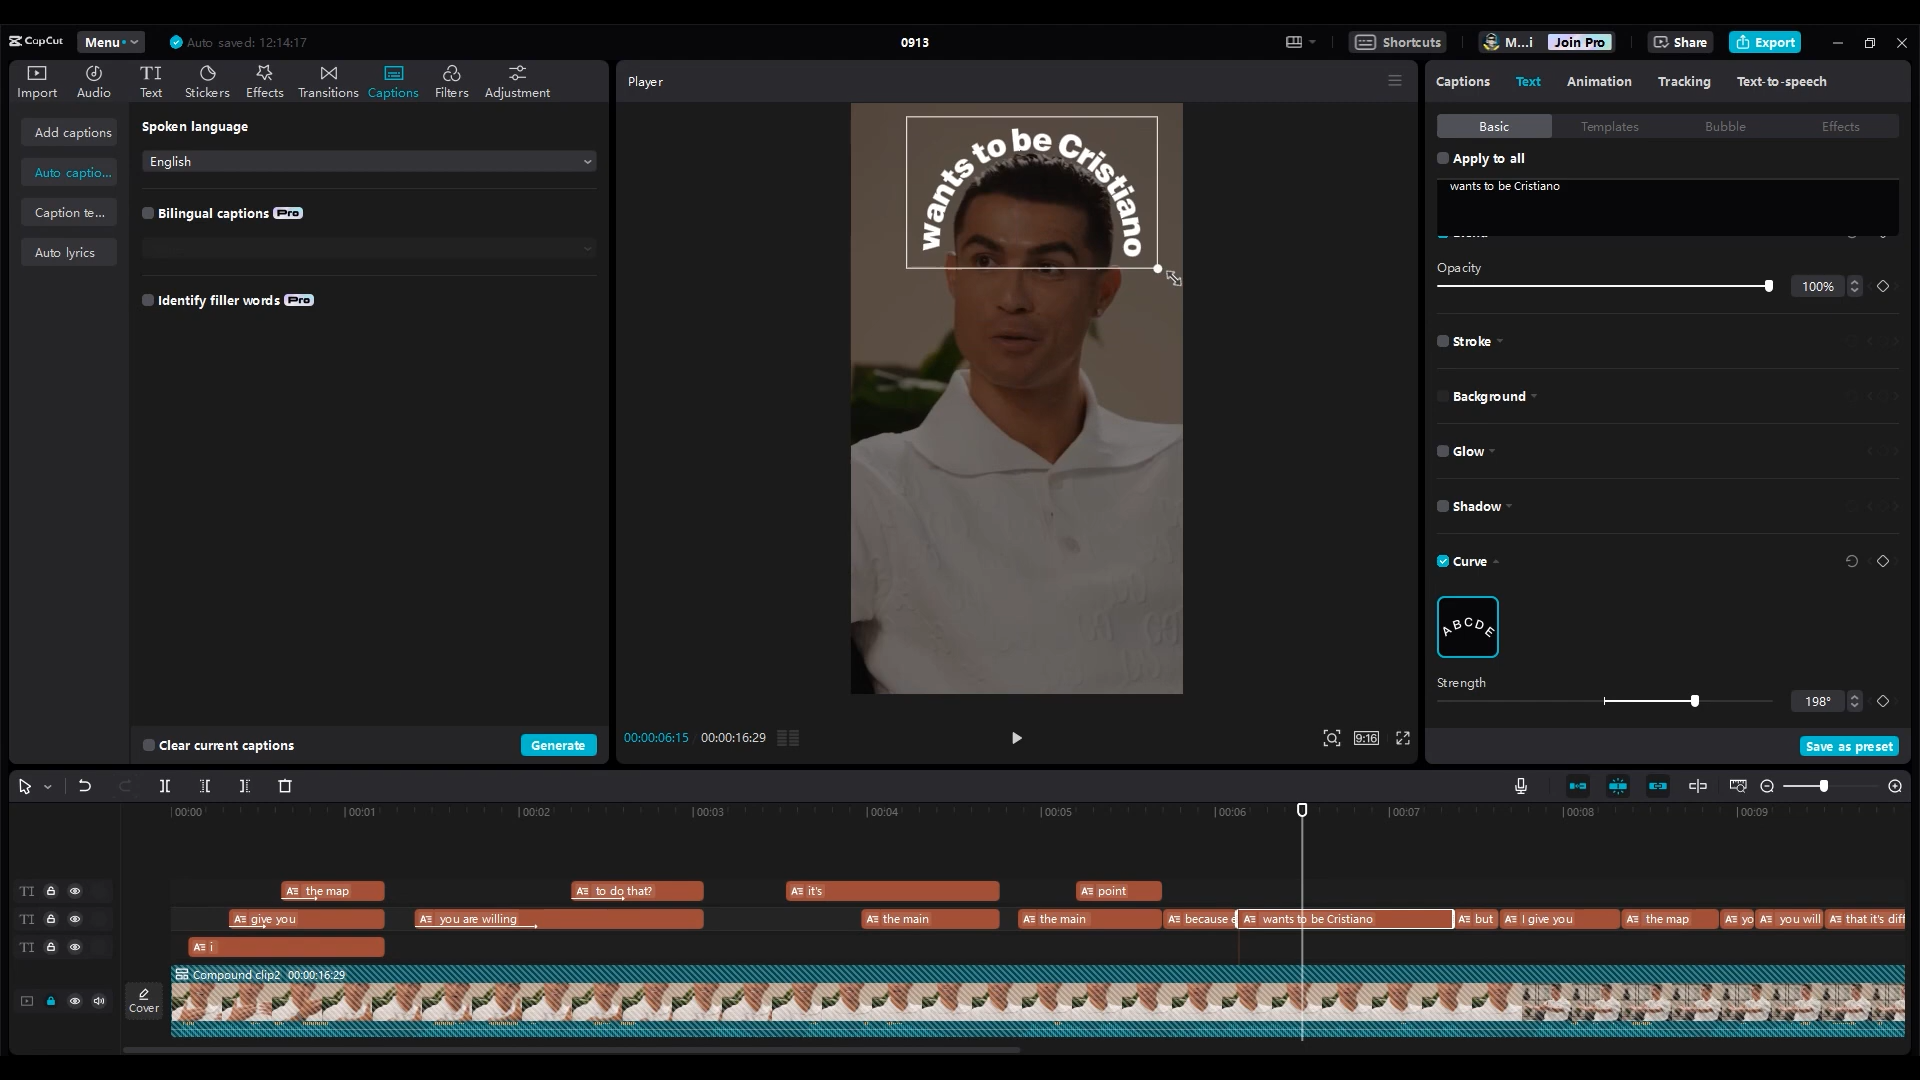 CapCut
Menu
Auto saved: 12:14:17
0913
Shortcuts
M...i
Join Pro
Share
Export
Import
Audio
Text
Stickers
Effects
Transitions
Captions
Filters
Adjustment
Add captions
Auto captio...
Caption te...
Auto lyrics
Spoken language
English
Bilingual captions Pro
Identify filler words Pro
Clear current captions
Generate
Player
wants to be Cristiano
00:00:06:15
00:00:16:29
9:16
Captions
Text
Animation
Tracking
Text-to-speech
Basic
Templates
Bubble
Effects
Apply to all
wants to be Cristiano
Opacity
100%
Stroke
Background
Glow
Shadow
Curve
ABCDE
Strength
198°
Save as preset
00:00
00:01
00:02
00:03
00:04
00:05
00:06
00:07
00:08
00:09
TI
the map
to do that?
it's
point
TI
give you
you are willing
the main
the main
because e
wants to be Cristiano
but
I give you
the map
yo
you will
that it's diff
TI
i
Compound clip2 00:00:16:29
Cover